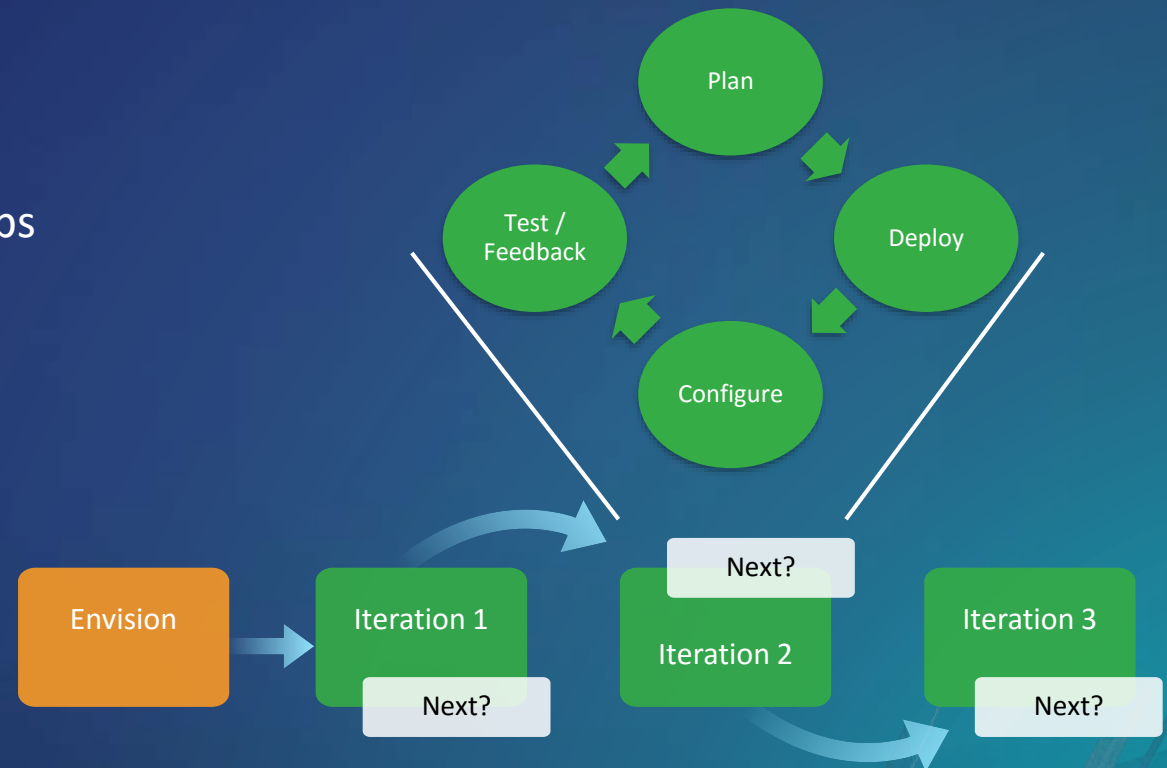 Plan
Test /
Feedback
Deploy
Configure
Next?
Envision
Iteration 1
Iteration 2
Iteration 3
Next?
Next?